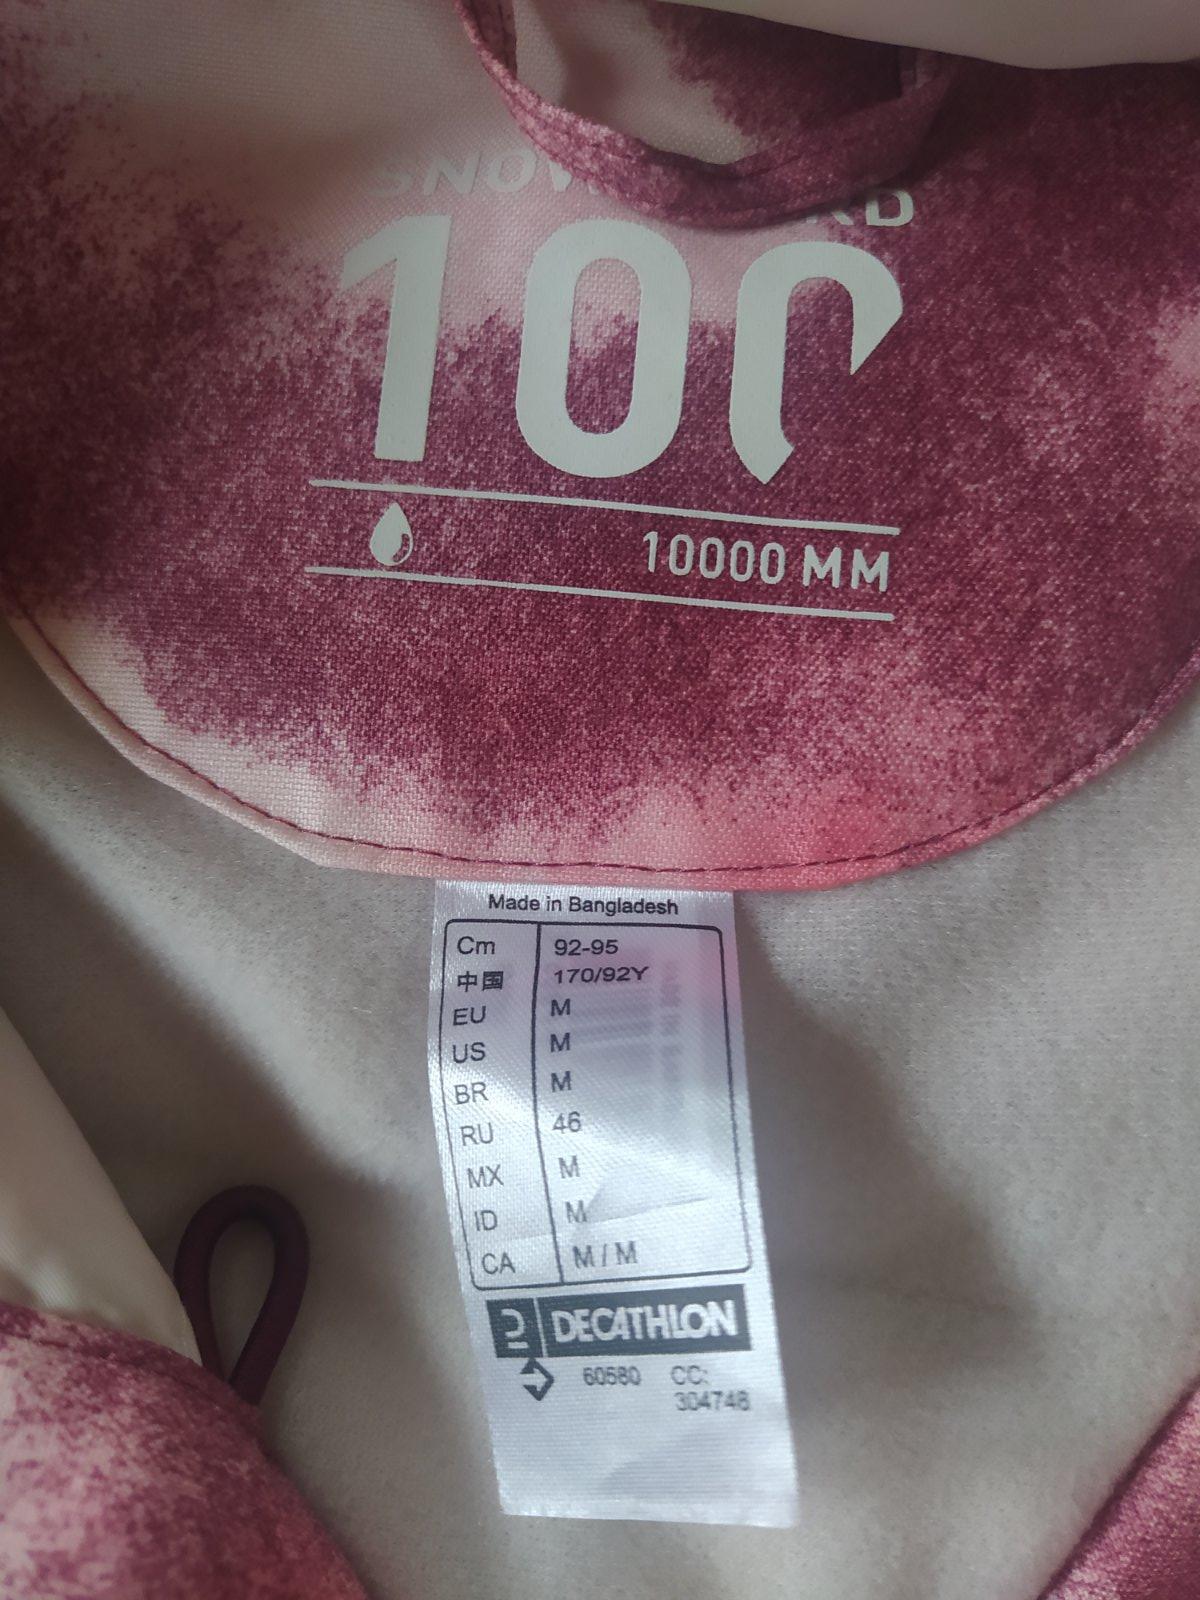 100
10000 MM
Made in Bangladesh
Cm 92-95
中国 170/92Y
EU M
US M
BR M
RU 46
MX M
ID M
CA M / M
DECATHLON
60580 CC:
304748